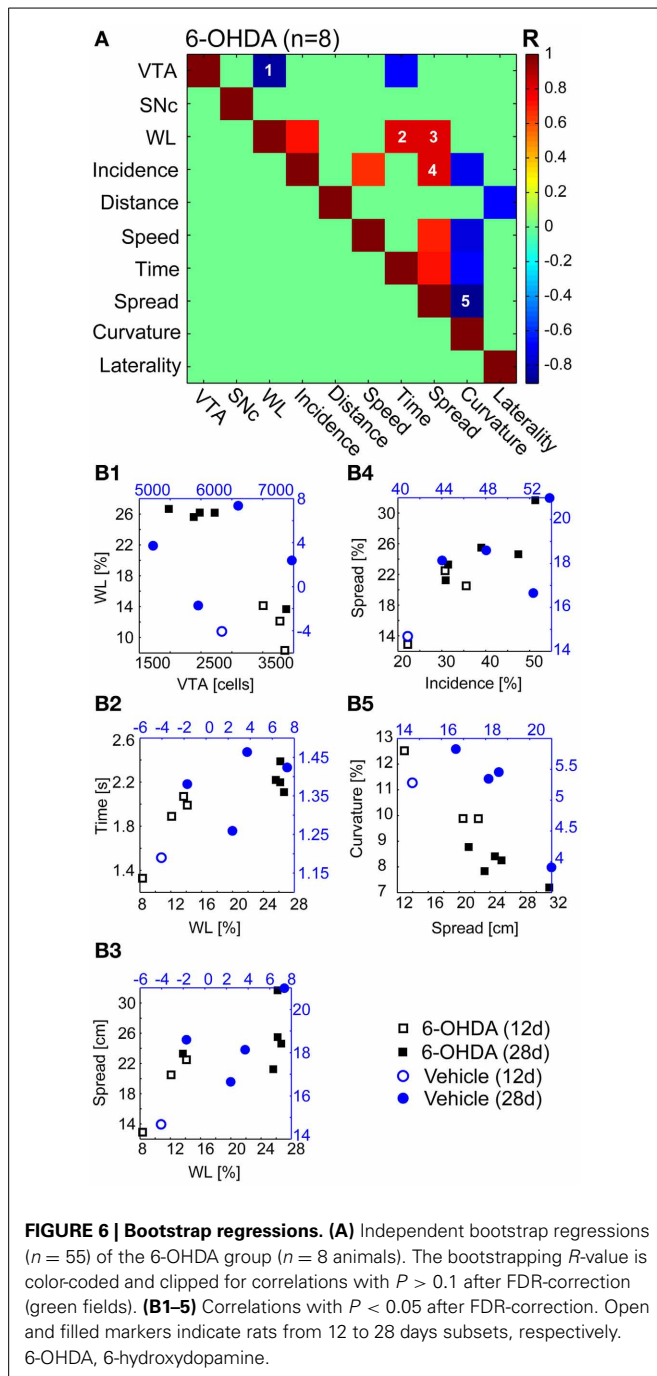 A
6-OHDA (n=8)
R
VTA
SNc
WL
Incidence
Distance
Speed
Time
Spread
Curvature
Laterality
1
2 3
4
5
1
0.8
0.6
0.4
0.2
0
-0.2
-0.4
-0.6
-0.8
VTA SNc WL Incidence Distance Speed Time Spread Curvature Laterality
B1
5000 6000 7000
WL [%]
26
22
18
14
10
8
4
0
-4
1500 2500 3500
VTA [cells]
B4
40 44 48 52
Spread [%]
30
26
22
18
14
20
18
16
14
20 30 40 50
Incidence [%]
B2
-6 -4 -2 0 2 4 6 8
Time [s]
2.6
2.2
1.8
1.4
1.45
1.35
1.25
1.15
8 12 16 20 24 28
WL [%]
B5
14 16 18 20
Curvature [%]
13
12
11
10
9
8
7
5.5
5
4.5
4
12 16 20 24 28 32
Spread [cm]
B3
-6 -4 -2 0 2 4 6 8
Spread [cm]
30
26
22
18
14
20
18
16
14
8 12 16 20 24 28
WL [%]
6-OHDA (12d)
6-OHDA (28d)
Vehicle (12d)
Vehicle (28d)
FIGURE 6 | Bootstrap regressions. (A) Independent bootstrap regressions
(n = 55) of the 6-OHDA group (n = 8 animals). The bootstrapping R-value is
color-coded and clipped for correlations with P > 0.1 after FDR-correction
(green fields). (B1–5) Correlations with P < 0.05 after FDR-correction. Open
and filled markers indicate rats from 12 to 28 days subsets, respectively.
6-OHDA, 6-hydroxydopamine.